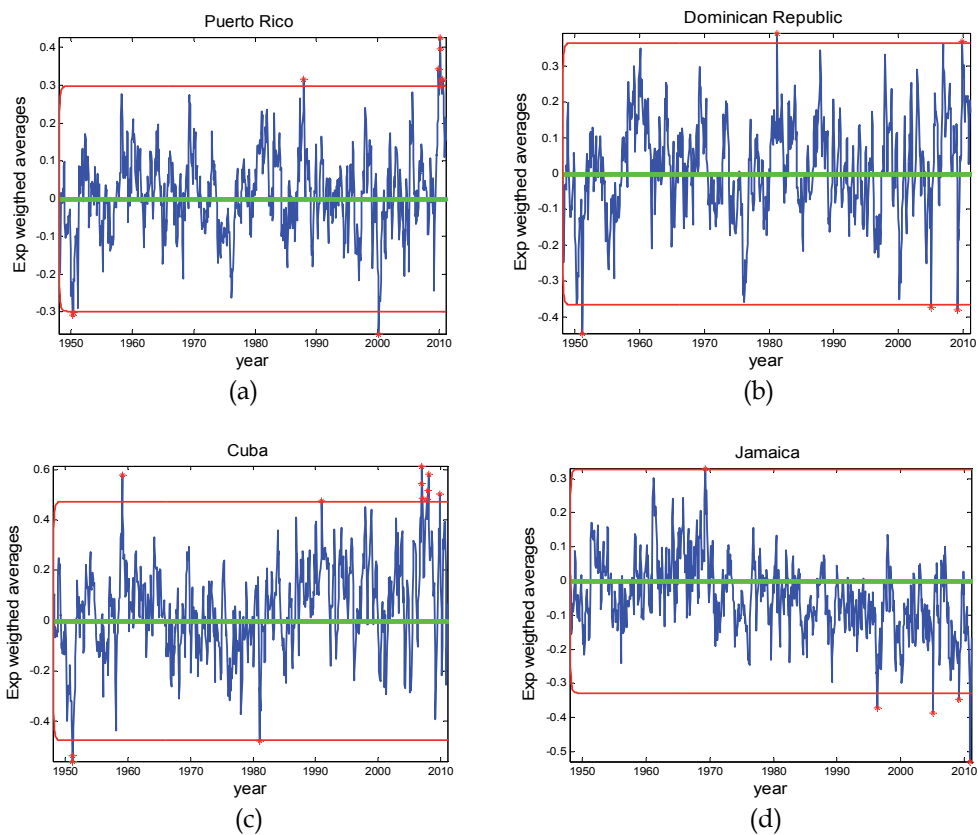 Puerto Rico
Exp weigthed averages
0.4
0.3
0.2
0.1
0
-0.1
-0.2
-0.3
1950 1960 1970 1980 1990 2000 2010
year
(a)
Dominican Republic
Exp weigthed averages
0.3
0.2
0.1
0
-0.1
-0.2
-0.3
-0.4
1950 1960 1970 1980 1990 2000 2010
year
(b)
Cuba
Exp weigthed averages
0.6
0.4
0.2
0
-0.2
-0.4
1950 1960 1970 1980 1990 2000 2010
year
(c)
Jamaica
Exp weigthed averages
0.3
0.2
0.1
0
-0.1
-0.2
-0.3
-0.4
-0.5
1950 1960 1970 1980 1990 2000 2010
year
(d)